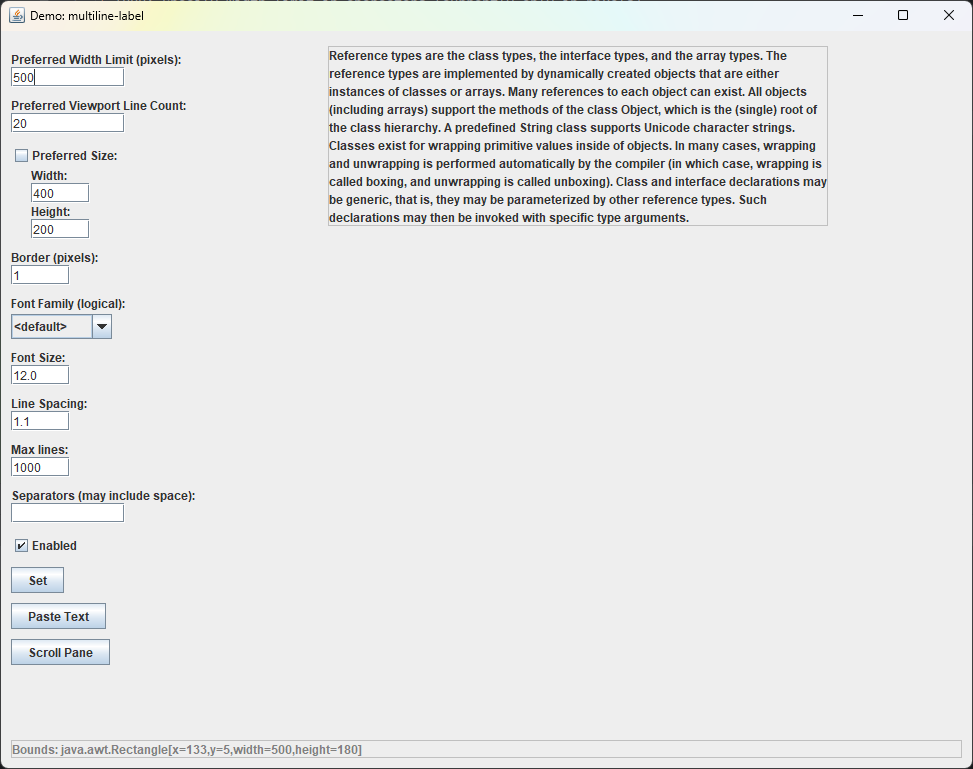 Demo: multiline-label
Preferred Width Limit (pixels):
500
Preferred Viewport Line Count:
20
Preferred Size:
Width:
400
Height:
200
Border (pixels):
1
Font Family (logical):
<default>
Font Size:
12.0
Line Spacing:
1.1
Max lines:
1000
Separators (may include space):
Enabled
Set
Paste Text
Scroll Pane
Reference types are the class types, the interface types, and the array types. The
reference types are implemented by dynamically created objects that are either
instances of classes or arrays. Many references to each object can exist. All objects
(including arrays) support the methods of the class Object, which is the (single) root of
the class hierarchy. A predefined String class supports Unicode character strings.
Classes exist for wrapping primitive values inside of objects. In many cases, wrapping
and unwrapping is performed automatically by the compiler (in which case, wrapping is
called boxing, and unwrapping is called unboxing). Class and interface declarations may
be generic, that is, they may be parameterized by other reference types. Such
declarations may then be invoked with specific type arguments.
Bounds: java.awt.Rectangle[x=133,y=5,width=500,height=180]